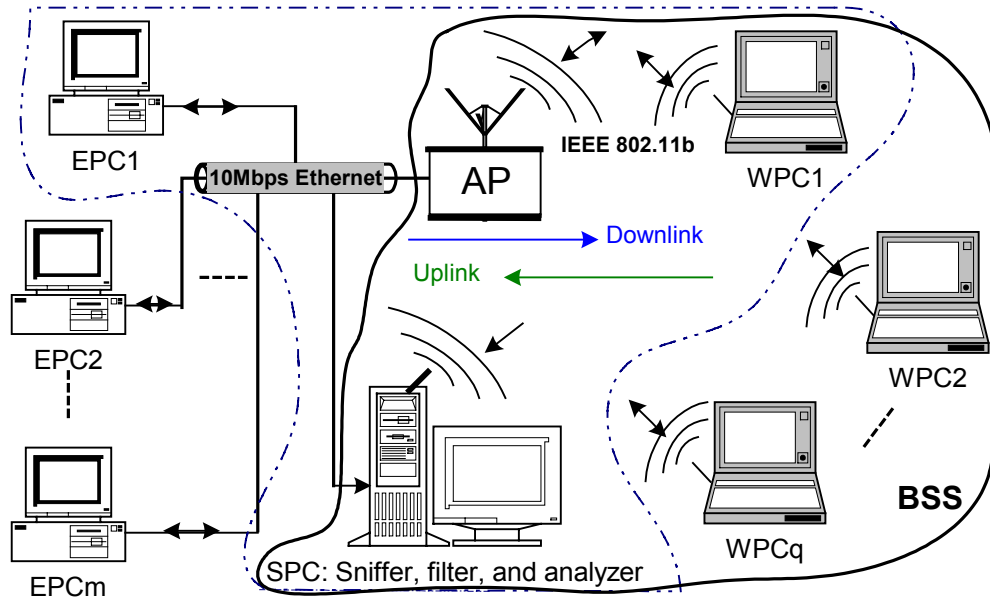 EPC1
10Mbps Ethernet
AP
IEEE 802.11b
WPC1
Downlink
Uplink
EPC2
WPC2
BSS
WPCq
SPC: Sniffer, filter, and analyzer
EPCm